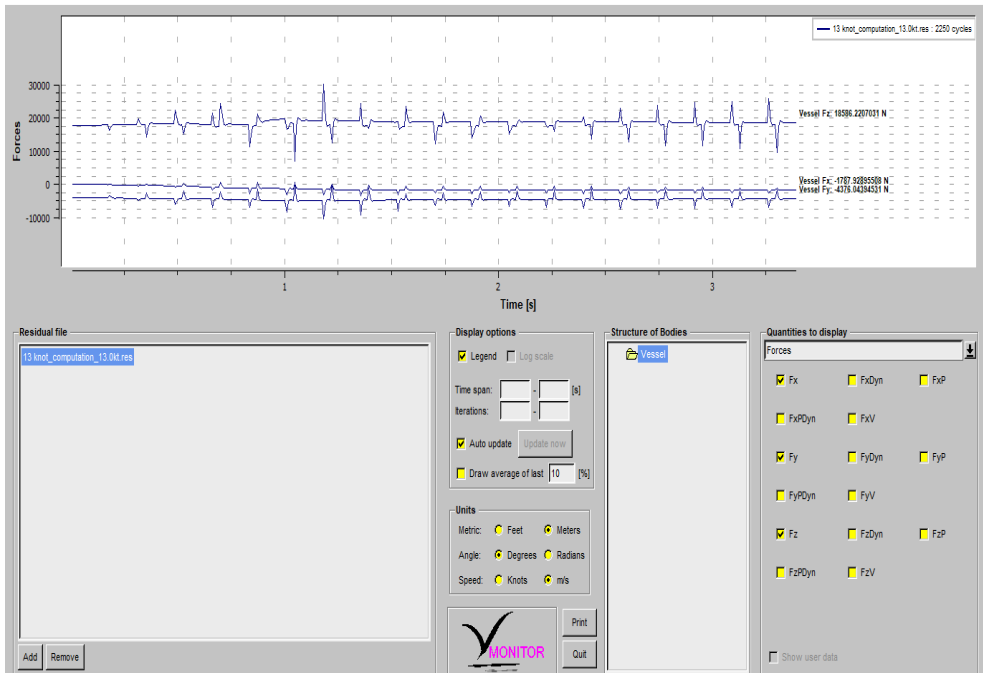 13 knot_computation_13.0kt.res : 2250 cycles
30000
20000
10000
0
-10000
Forces
Vessel Fz: 18586.2207031 N
Vessel Fx: -1767.92895508 N
Vessel Fy: -4376.04394531 N
1
2
3
Time [s]
Residual file
13 knot_computation_13.0kt.res
Add
Remove
Display options
Legend
Log scale
Time span:
-
[s]
Iterations:
-
Auto update
Update now
Draw average of last
10
[%]
Units
Metric:
Feet
Meters
Angle:
Degrees
Radians
Speed:
Knots
m/s
MONITOR
Print
Quit
Structure of Bodies
Vessel
Quantities to display
Forces
Fx
FxDyn
FxP
FxPDyn
FxV
Fy
FyDyn
FyP
FyPDyn
FyV
Fz
FzDyn
FzP
FzPDyn
FzV
Show user data